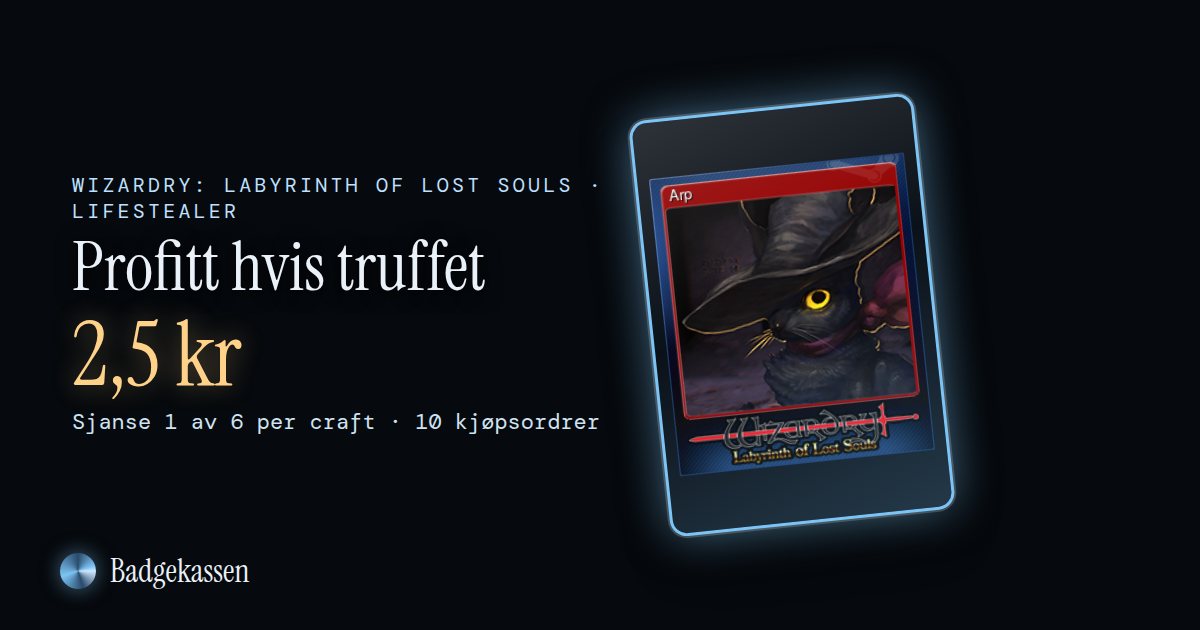 WIZARDRY: LABYRINTH OF LOST SOULS ·
LIFESTEALER
Profitt hvis truffet
2,5 kr
Sjanse 1 av 6 per craft · 10 kjøpsordrer
Badgekassen
Arp
Wizardry
Labyrinth of Lost Souls